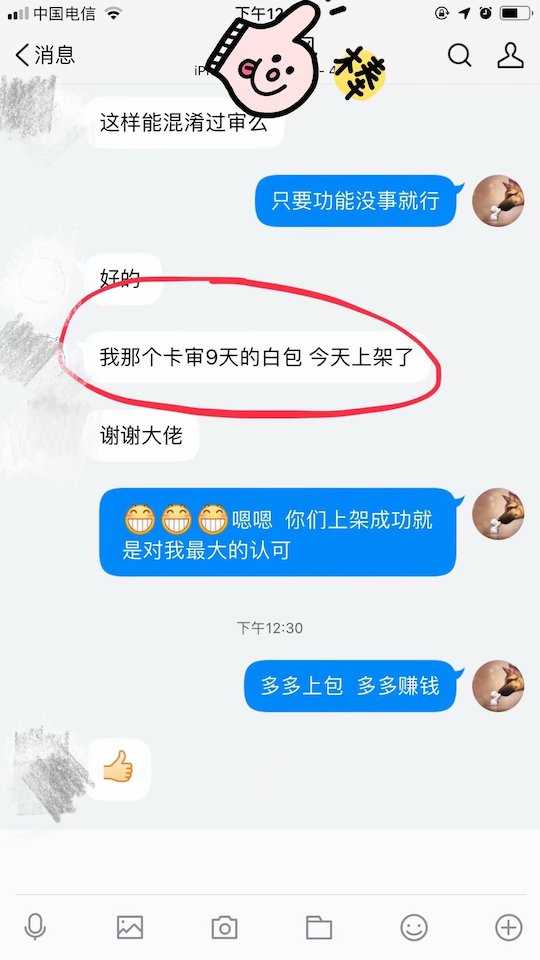 中国电信
下午12
消息
棒
这样能混淆过审么
只要功能没事就行
好的
我那个卡审9天的白包 今天上架了
谢谢大佬
嗯嗯 你们上架成功就
是对我最大的认可
下午12:30
多多上包 多多赚钱